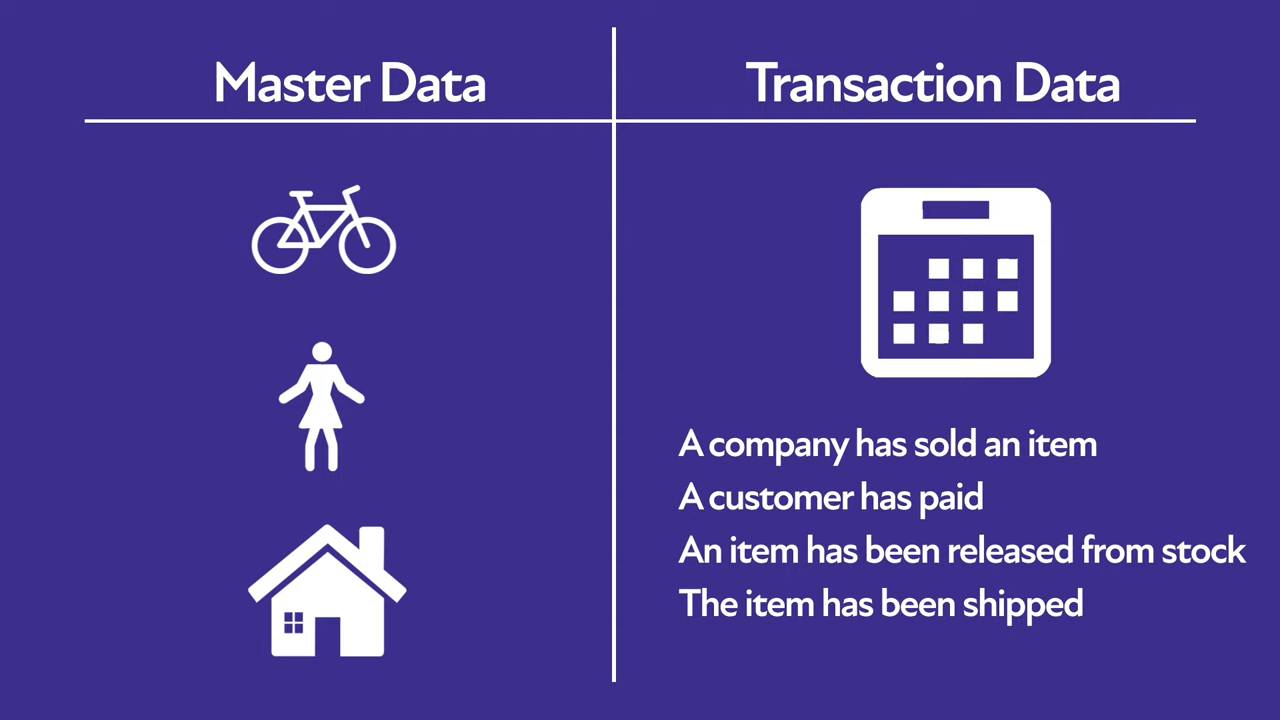 Master Data
Transaction Data
A company has sold an item
A customer has paid
An item has been released from stock
The item has been shipped